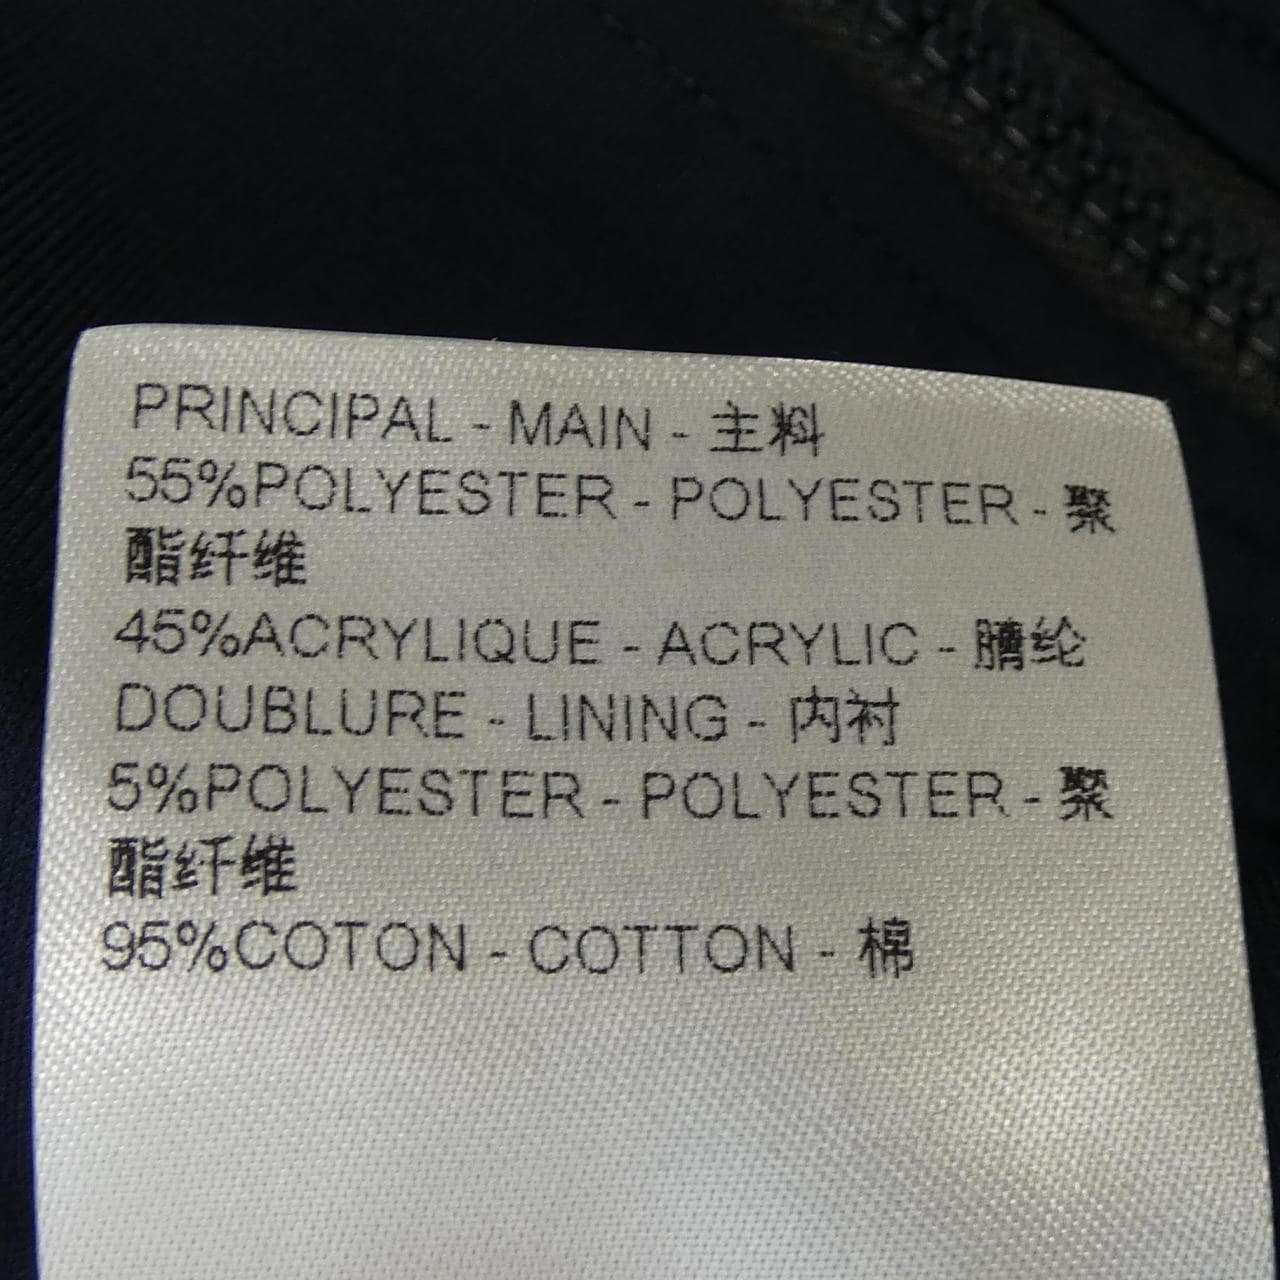 PRINCIPAL - MAIN - 主料
55%POLYESTER - POLYESTER - 聚
酯纤维
45%ACRYLIQUE - ACRYLIC - 腈纶
DOUBLURE - LINING - 内衬
5%POLYESTER - POLYESTER - 聚
酯纤维
95%COTON - COTTON - 棉